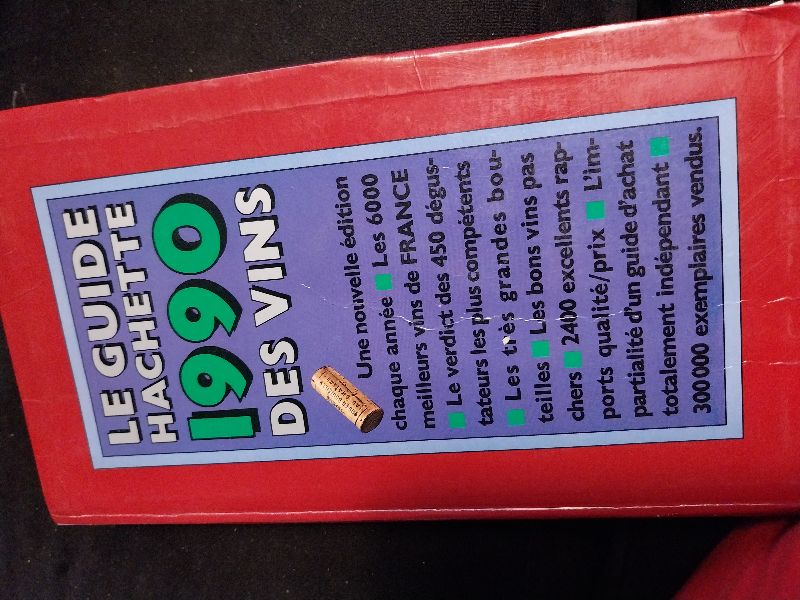 LE GUIDE
HACHETTE
1990
DES VINS
Une nouvelle édition
chaque année ■ Les 6000
meilleurs vins de FRANCE
■ Le verdict des 450 dégus-
tateurs les plus compétents
■ Les très grandes bou-
teilles ■ Les bons vins pas
chers ■ 2400 excellents rap-
ports qualité/prix ■ L'im-
partialité d'un guide d'achat
totalement indépendant ■
300000 exemplaires vendus.